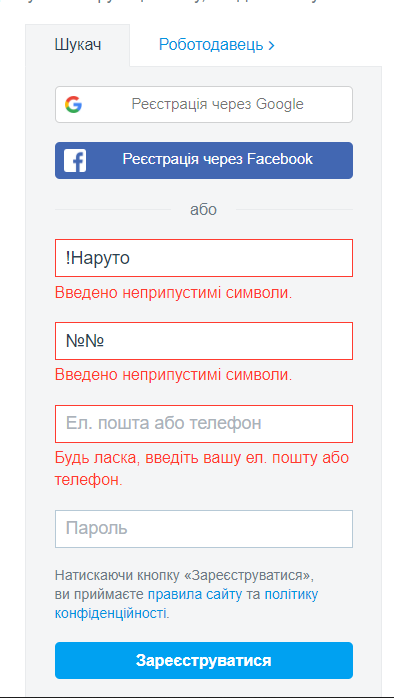 Шукач
Роботодавець
Реєстрація через Google
Реєстрація через Facebook
або
!Наруто
Введено неприпустимі символи.
№№
Введено неприпустимі символи.
Ел. пошта або телефон
Будь ласка, введіть вашу ел. пошту або
телефон.
Пароль
Натискаючи кнопку «Зареєструватися»,
ви приймаєте правила сайту та політику
конфіденційності.
Зареєструватися